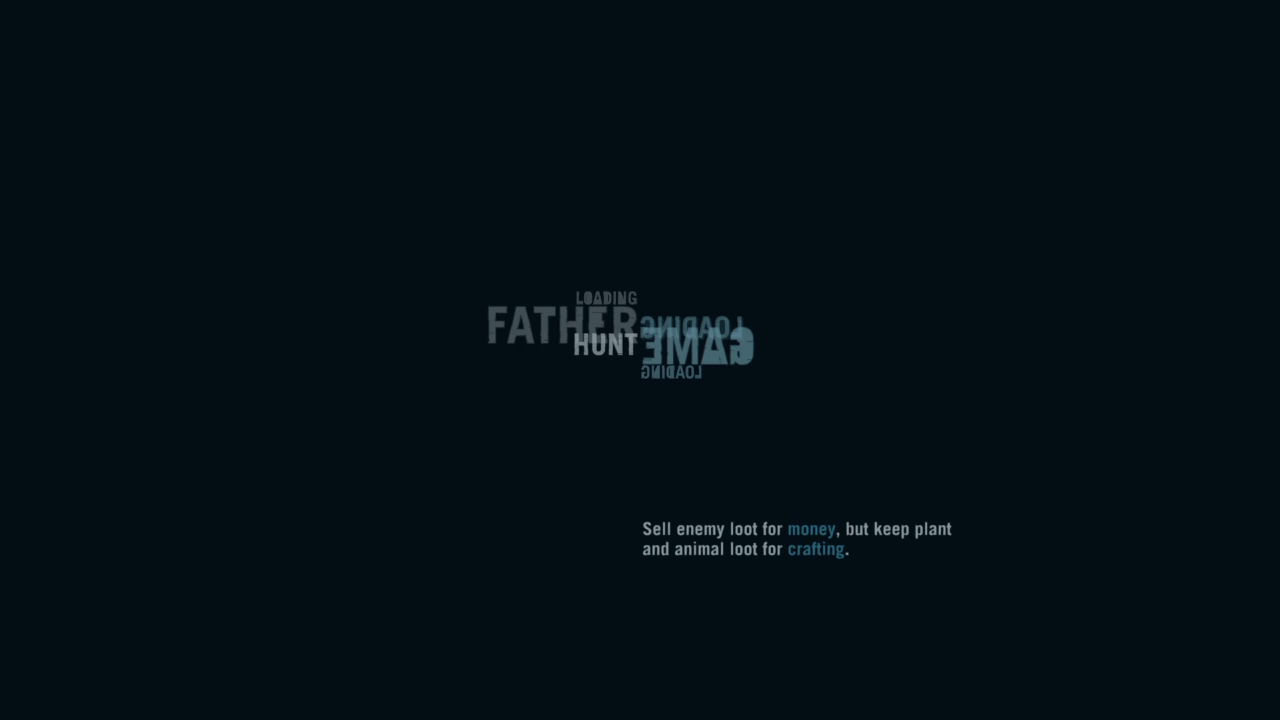 LOADING
FATHER
LOADING
HUNT
GAME
LOADING
Sell enemy loot for money, but keep plant
and animal loot for crafting.